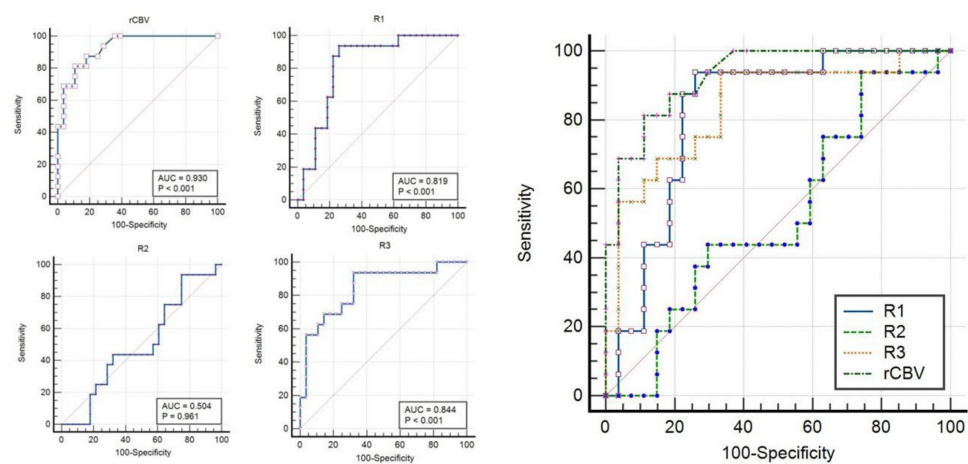 rCBV
100
80
60
40
20
0
Sensitivity
0 20 40 60 80 100
100-Specificity
AUC = 0.930
P < 0.001
R1
100
80
60
40
20
0
Sensitivity
0 20 40 60 80 100
100-Specificity
AUC = 0.819
P < 0.001
R2
100
80
60
40
20
0
Sensitivity
0 20 40 60 80 100
100-Specificity
AUC = 0.504
P = 0.961
R3
100
80
60
40
20
0
Sensitivity
0 20 40 60 80 100
100-Specificity
AUC = 0.844
P < 0.001
100
80
60
40
20
0
Sensitivity
0 20 40 60 80 100
100-Specificity
R1
R2
R3
rCBV